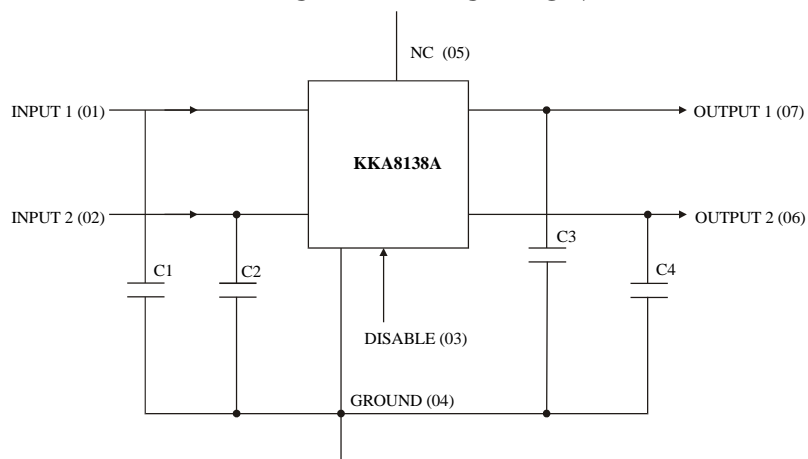 NC (05)
INPUT 1 (01)
OUTPUT 1 (07)
KKA8138A
INPUT 2 (02)
OUTPUT 2 (06)
C3
C1
C2
C4
DISABLE (03)
GROUND (04)